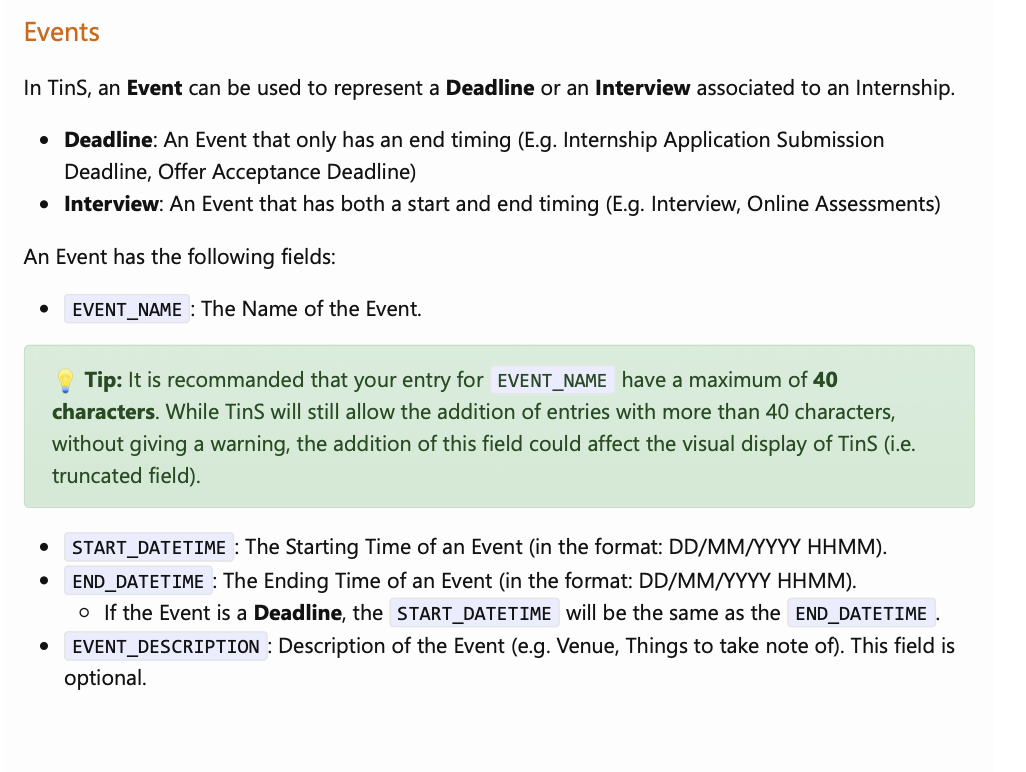 Events
In TinS, an Event can be used to represent a Deadline or an Interview associated to an Internship.
• Deadline: An Event that only has an end timing (E.g. Internship Application Submission
Deadline, Offer Acceptance Deadline)
• Interview: An Event that has both a start and end timing (E.g. Interview, Online Assessments)
An Event has the following fields:
• EVENT_NAME: The Name of the Event.
💡 Tip: It is recommanded that your entry for EVENT_NAME have a maximum of 40
characters. While TinS will still allow the addition of entries with more than 40 characters,
without giving a warning, the addition of this field could affect the visual display of TinS (i.e.
truncated field).
• START_DATETIME: The Starting Time of an Event (in the format: DD/MM/YYYY HHMM).
• END_DATETIME: The Ending Time of an Event (in the format: DD/MM/YYYY HHMM).
◦ If the Event is a Deadline, the START_DATETIME will be the same as the END_DATETIME.
• EVENT_DESCRIPTION: Description of the Event (e.g. Venue, Things to take note of). This field is
optional.